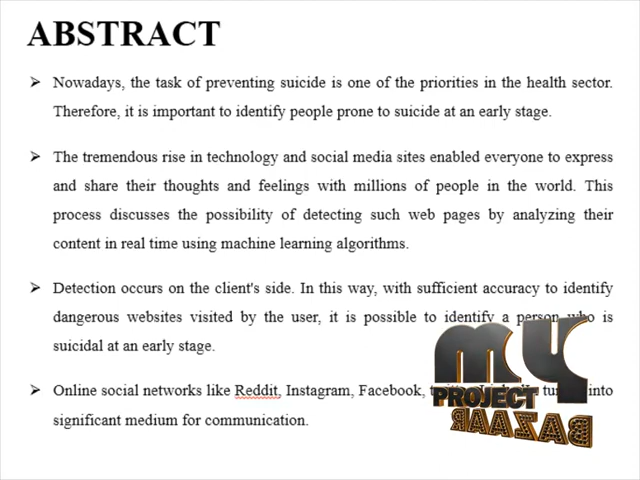 ABSTRACT
➢ Nowadays, the task of preventing suicide is one of the priorities in the health sector.
Therefore, it is important to identify people prone to suicide at an early stage.
➢ The tremendous rise in technology and social media sites enabled everyone to express
and share their thoughts and feelings with millions of people in the world. This
process discusses the possibility of detecting such web pages by analyzing their
content in real time using machine learning algorithms.
➢ Detection occurs on the client's side. In this way, with sufficient accuracy to identify
dangerous websites visited by the user, it is possible to identify a person who is
suicidal at an early stage.
➢ Online social networks like Reddit, Instagram, Facebook, into
significant medium for communication.
MY
PROJECT
BAZAAR